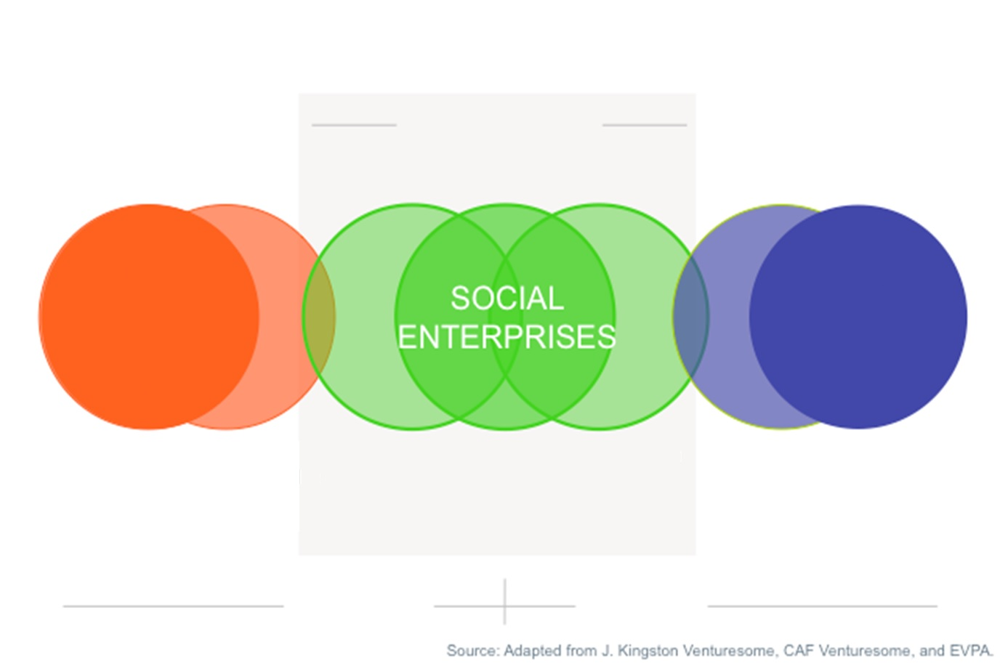 SOCIAL
ENTERPRISES
Source: Adapted from J. Kingston Venturesome, CAF Venturesome, and EVPA.